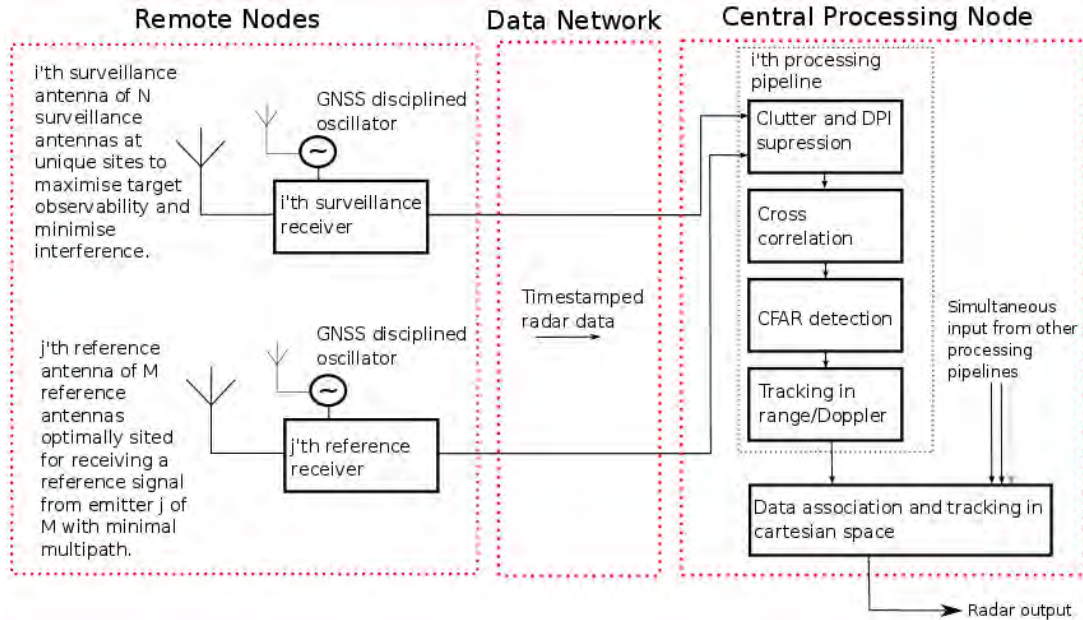 Remote Nodes
Data Network
Central Processing Node
i'th surveillance
antenna of N
surveillance
antennas at
unique sites to
maximise target
observability and
minimise
interference.
GNSS disciplined
oscillator
~
i'th surveillance
receiver
j'th reference
antenna of M
reference
antennas
optimally sited
for receiving a
reference signal
from emitter j of
M with minimal
multipath.
GNSS disciplined
oscillator
~
j'th reference
receiver
Timestamped
radar data
i'th processing
pipeline
Clutter and DPI
supression
Cross
correlation
CFAR detection
Tracking in
range/Doppler
Simultaneous
input from other
processing
pipelines
Data association and tracking in
cartesian space
Radar output